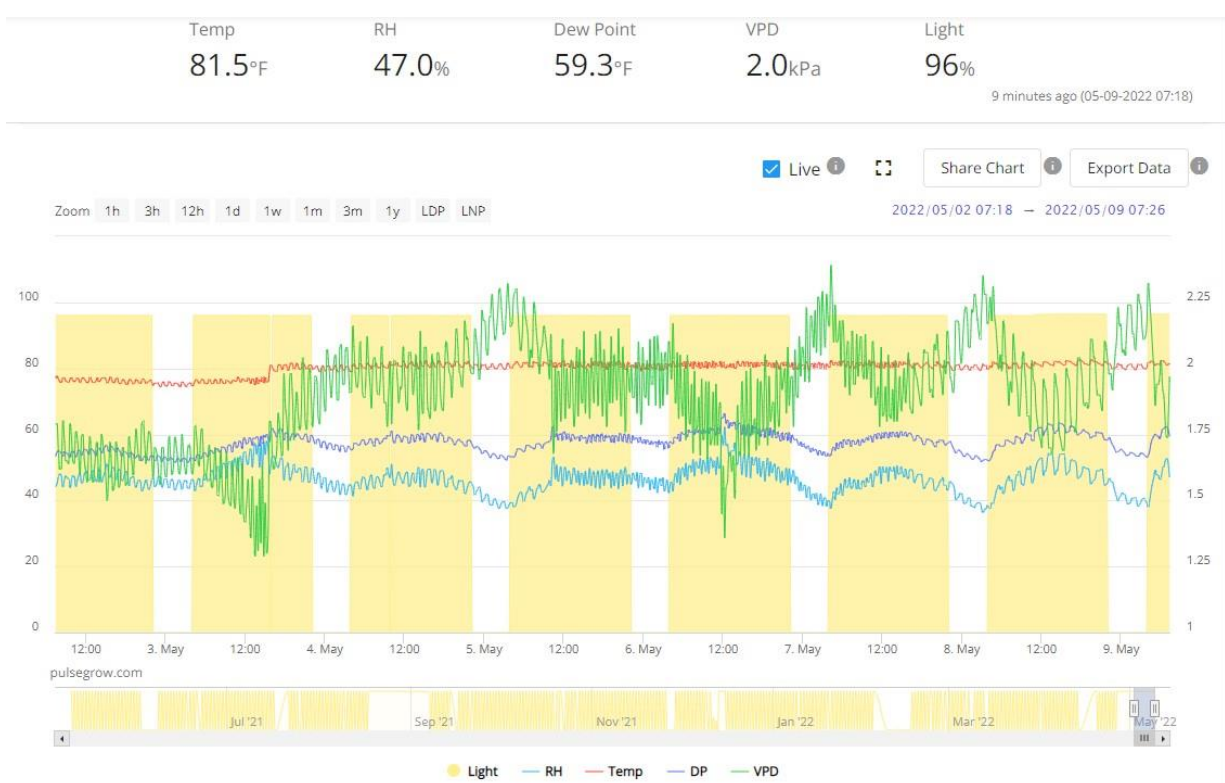 Temp RH Dew Point VPD Light
81.5°F 47.0% 59.3°F 2.0kPa 96%
9 minutes ago (05-09-2022 07:18)
Live Share Chart Export Data
Zoom 1h 3h 12h 1d 1w 1m 3m 1y LDP LNP 2022/05/02 07:18 → 2022/05/09 07:26
100 2.25
80 2
60 1.75
40 1.5
20 1.25
0 1
12:00 3. May 12:00 4. May 12:00 5. May 12:00 6. May 12:00 7. May 12:00 8. May 12:00 9. May
pulsegrow.com
Jul '21 Sep '21 Nov '21 Jan '22 Mar '22 May '22
Light RH Temp DP VPD